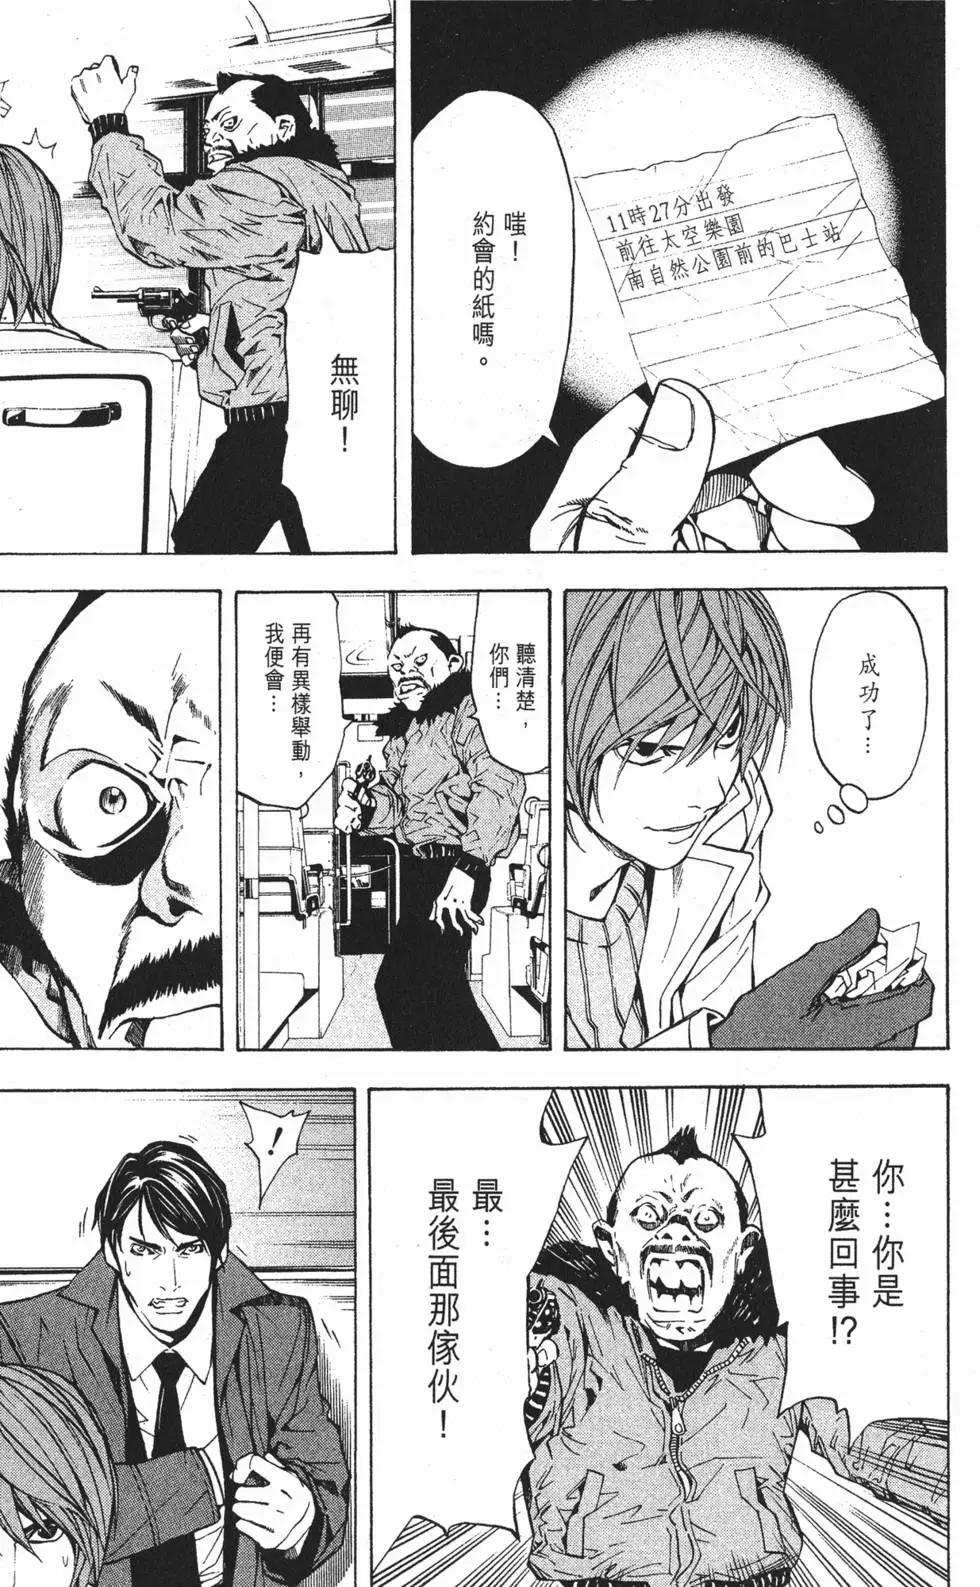 11時27分出發
前往太空樂園
南自然公園前的巴士站
嗤！
約會的紙嗎。
無聊！
成功了…
聽清楚，
你們…
再有異樣舉動，
我便會…
你…你是
甚麼回事!?
最…
最後面那傢伙！
！